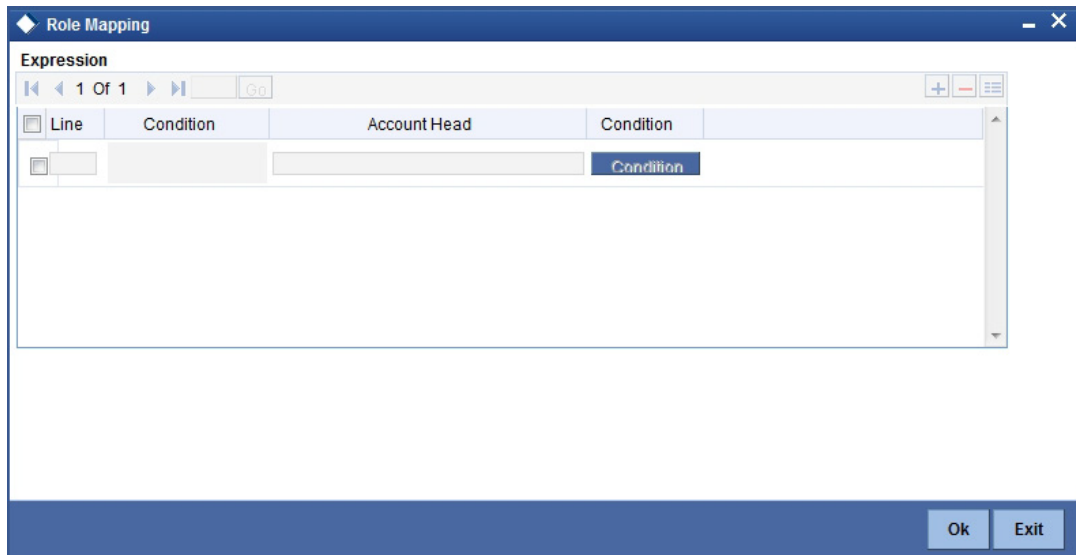 Role Mapping
Expression
1 Of 1 Go
Line Condition Account Head Condition
Condition
Ok Exit